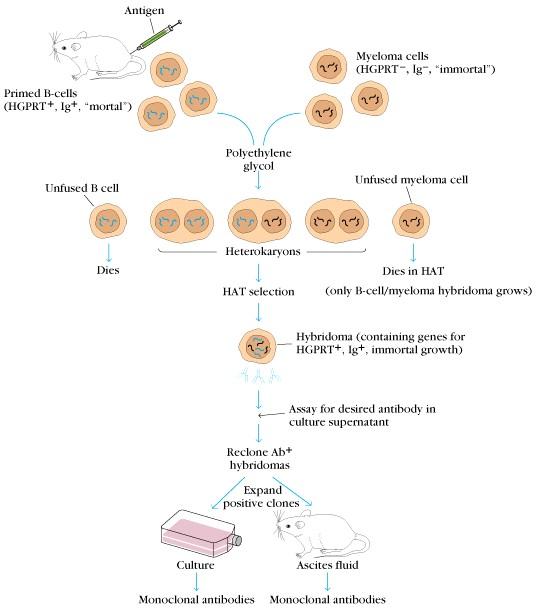 Antigen
Primed B-cells
(HGPRT+, Ig+, “mortal”)
Myeloma cells
(HGPRT–, Ig–, “immortal”)
Polyethylene
glycol
Unfused B cell
Unfused myeloma cell
Dies
Heterokaryons
Dies in HAT
(only B-cell/myeloma hybridoma grows)
HAT selection
Hybridoma (containing genes for
HGPRT+, Ig+, immortal growth)
Assay for desired antibody in
culture supernatant
Reclone Ab+
hybridomas
Expand
positive clones
Culture
Ascites fluid
Monoclonal antibodies
Monoclonal antibodies